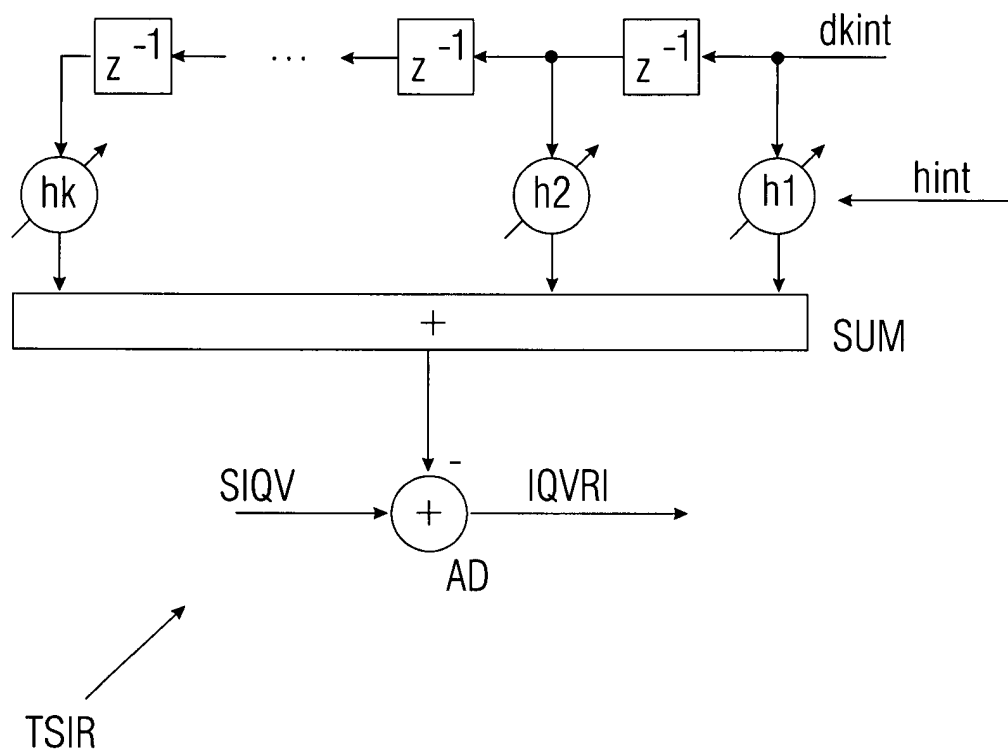 dkint
z⁻¹ ... z⁻¹ z⁻¹
hk h2 h1 hint
+
SUM
-
SIQV + IQVRI
AD
TSIR